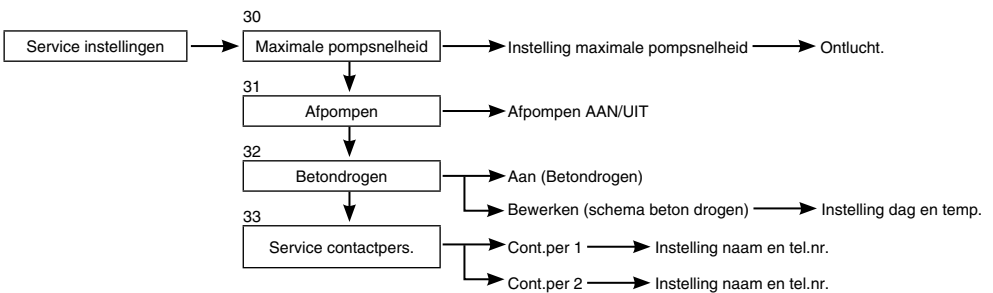 30
Service instellingen
Maximale pompsnelheid
Instelling maximale pompsnelheid
Ontlucht.
31
Afpompen
Afpompen AAN/UIT
32
Betondrogen
Aan (Betondrogen)
Bewerken (schema beton drogen)
Instelling dag en temp.
33
Service contactpers.
Cont.per 1
Instelling naam en tel.nr.
Cont.per 2
Instelling naam en tel.nr.